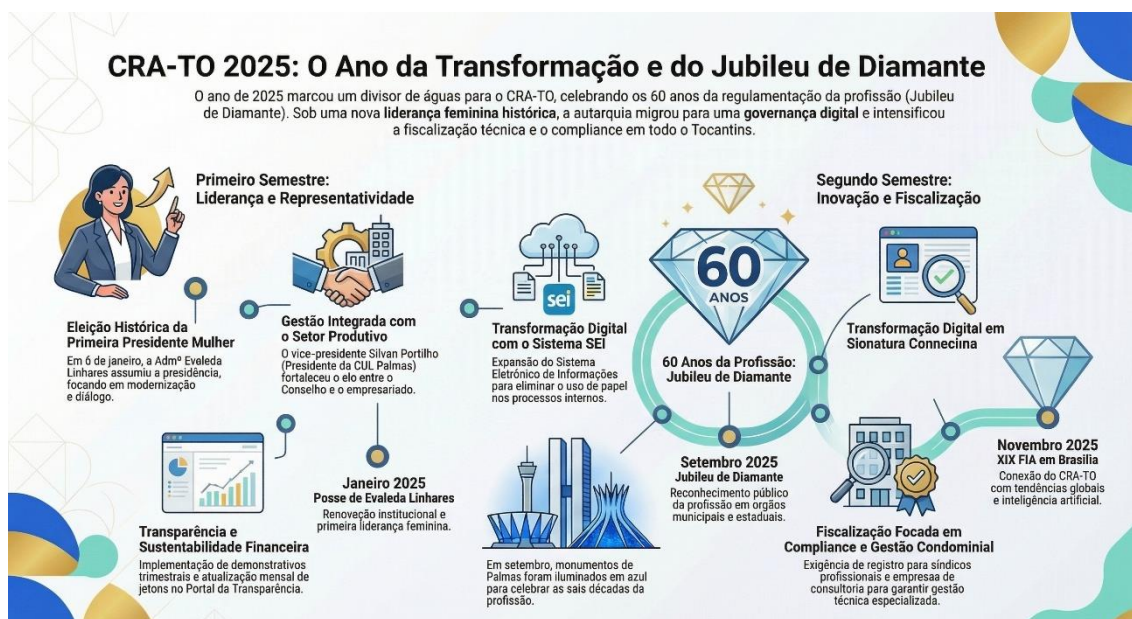 CRA-TO 2025: O Ano da Transformação e do Jubileu de Diamante
O ano de 2025 marcou um divisor de águas para o CRA-TO, celebrando os 60 anos da regulamentação da profissão (Jubileu
de Diamante). Sob uma nova liderança feminina histórica, a autarquia migrou para uma governança digital e intensificou
a fiscalização técnica e o compliance em todo o Tocantins.
Primeiro Semestre:
Liderança e Representatividade
Eleição Histórica da
Primeira Presidente Mulher
Em 6 de janeiro, a Admº Eveleda
Linhares assumiu a presidência,
focando em modernização
e diálogo.
Gestão Integrada com
o Setor Produtivo
O vice-presidente Silvan Portilho
(Presidente da CUL Palmas)
fortaleceu o elo entre o
Conselho e o empresariado.
Transparência e
Sustentabilidade Financeira
Implementação de demonstrativos
trimestrais e atualização mensal de
jetons no Portal da Transparência.
Janeiro 2025
Posse de Evaleda Linhares
Renovação institucional e
primeira liderança feminina.
sei
Transformação Digital
com o Sistema SEI
Expansão do Sistema
Eletrónico de Informações
para eliminar o uso de papel
nos processos internos.
Em setembro, monumentos de
Palmas foram iluminados em azul
para celebrar as sais décadas da
profissão.
60
ANOS
60 Anos da Profissão:
Jubileu de Diamante
Setembro 2025
Jubileu de Diamante
Reconhecimento público
da profissão em orgãos
municipais e estaduais.
Segundo Semestre:
Inovação e Fiscalização
Transformação Digital em
Sionatura Connecina
Fiscalização Focada em
Compliance e Gestão Condominial
Exigência de registro para síndicos
profissionais e empresaa de
consultoria para garantir gestão
técnica especializada.
Novembro 2025
XIX FIA em Brasilia
Conexão do CRA-TO
com tendências globais
e inteligência artificial.